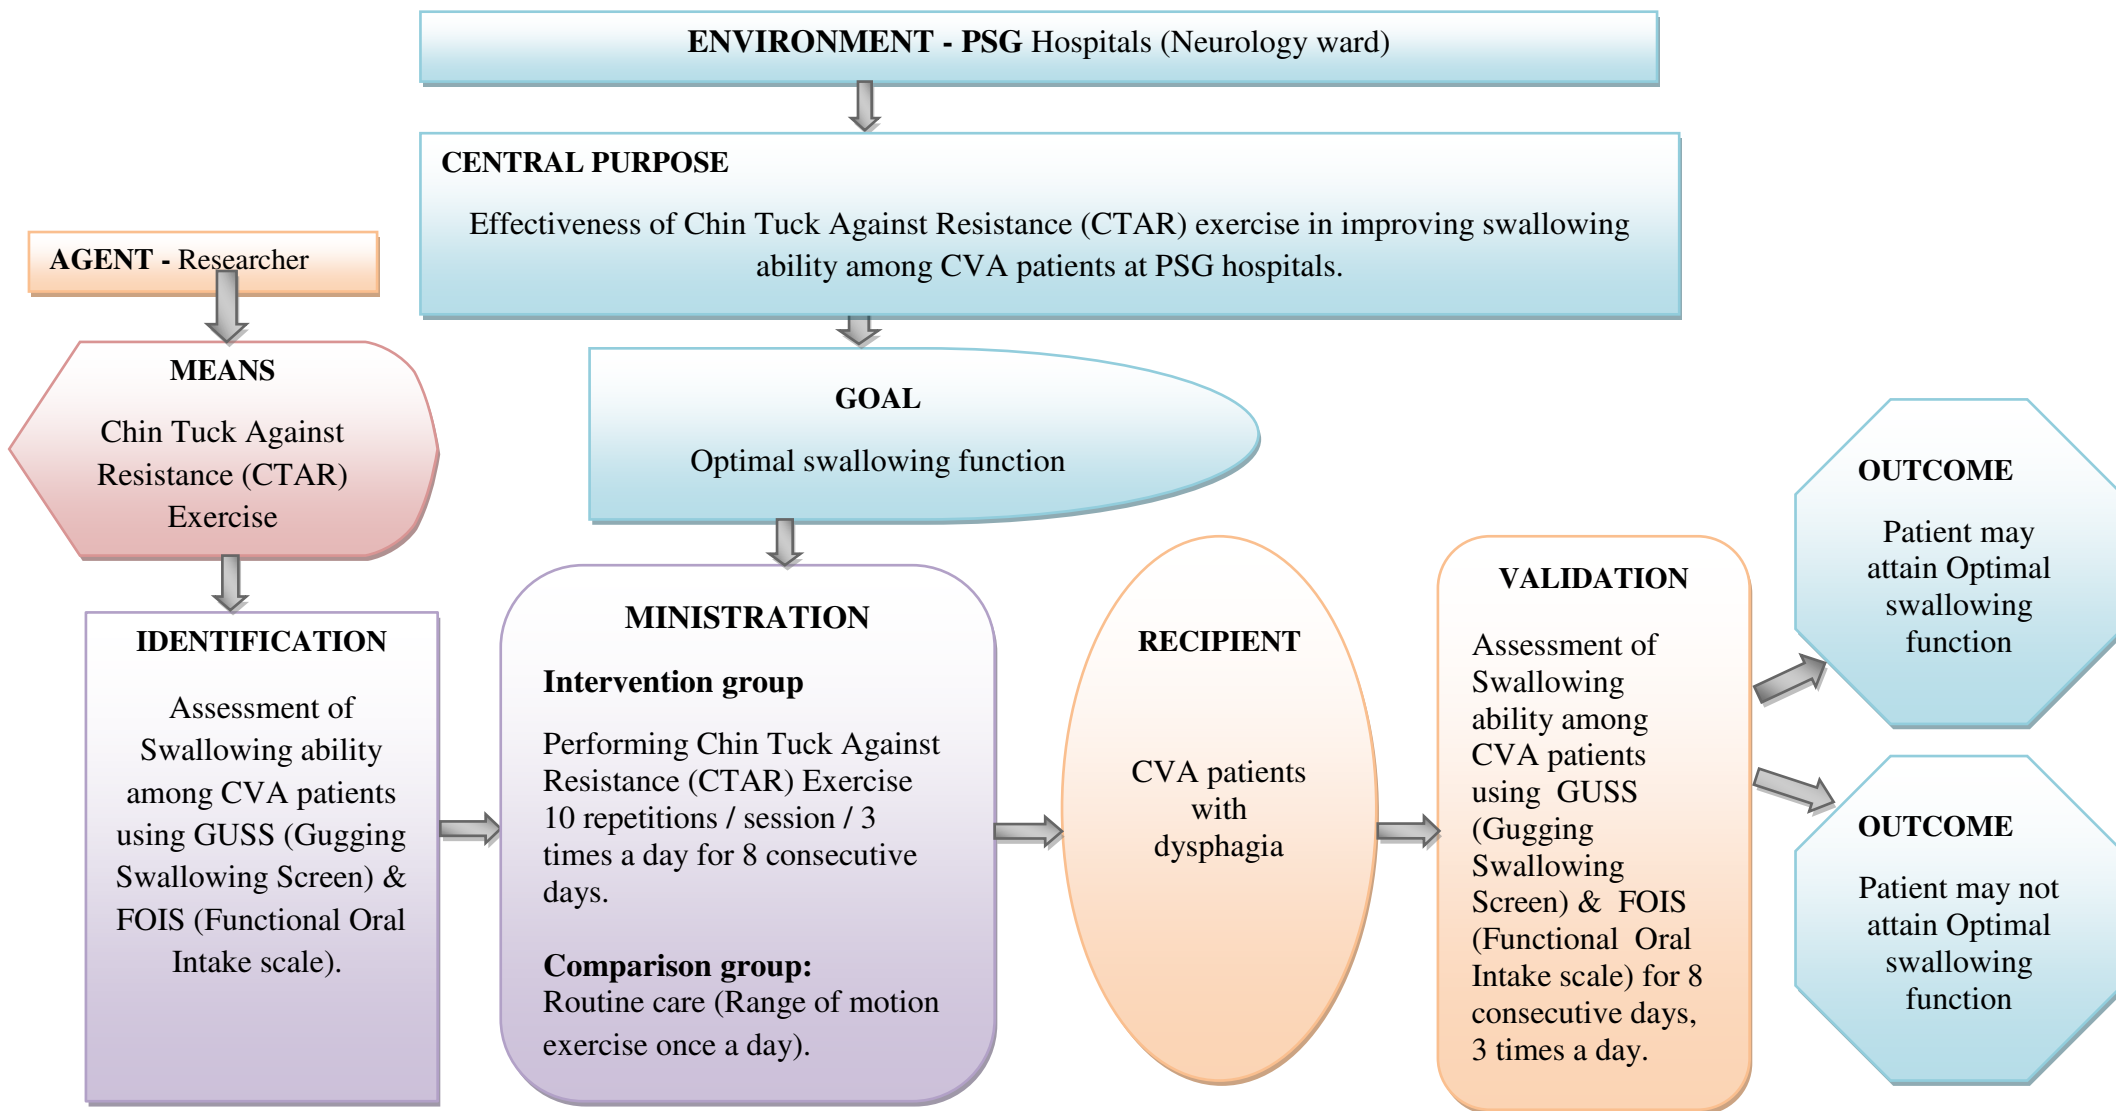 ENVIRONMENT - PSG Hospitals (Neurology ward)
CENTRAL PURPOSE
Effectiveness of Chin Tuck Against Resistance (CTAR) exercise in improving swallowing
ability among CVA patients at PSG hospitals.
AGENT - Researcher
MEANS
Chin Tuck Against
Resistance (CTAR)
Exercise
GOAL
Optimal swallowing function
IDENTIFICATION
Assessment of
Swallowing ability
among CVA patients
using GUSS (Gugging
Swallowing Screen) &
FOIS (Functional Oral
Intake scale).
MINISTRATION
Intervention group
Performing Chin Tuck Against
Resistance (CTAR) Exercise
10 repetitions / session / 3
times a day for 8 consecutive
days.
Comparison group:
Routine care (Range of motion
exercise once a day).
RECIPIENT
CVA patients
with
dysphagia
VALIDATION
Assessment of
Swallowing
ability among
CVA patients
using GUSS
(Gugging
Swallowing
Screen) & FOIS
(Functional Oral
Intake scale) for 8
consecutive days,
3 times a day.
OUTCOME
Patient may
attain Optimal
swallowing
function
OUTCOME
Patient may not
attain Optimal
swallowing
function